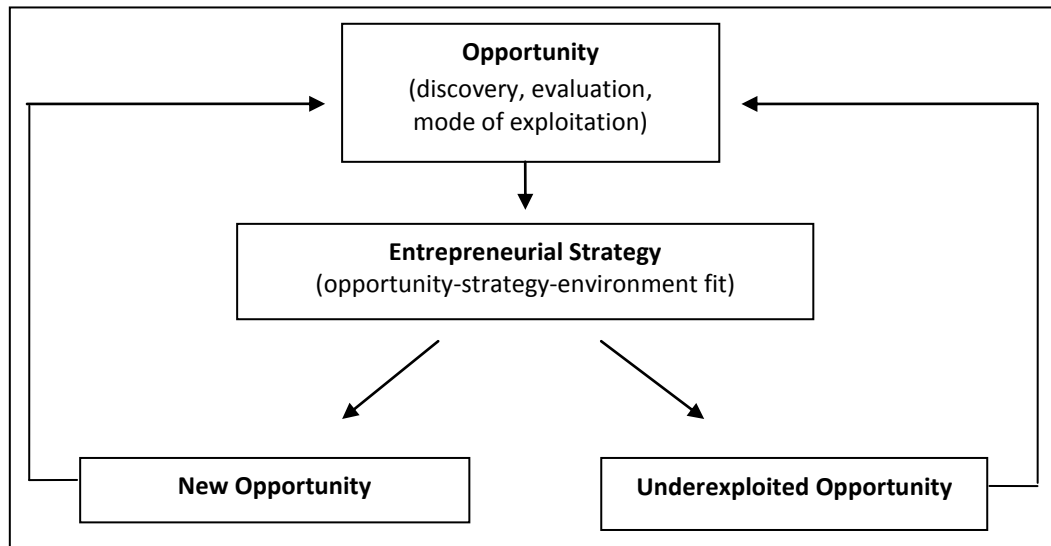 Opportunity
(discovery, evaluation,
mode of exploitation)
Entrepreneurial Strategy
(opportunity-strategy-environment fit)
New Opportunity
Underexploited Opportunity